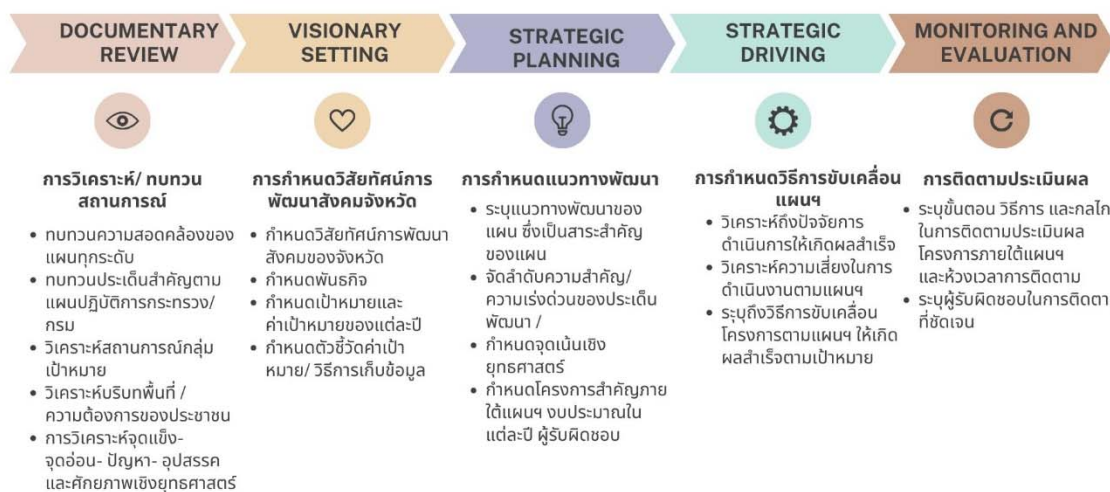 DOCUMENTARY
REVIEW
VISIONARY
SETTING
STRATEGIC
PLANNING
STRATEGIC
DRIVING
MONITORING AND
EVALUATION
การวิเคราะห์/ ทบทวน
สถานการณ์
• ทบทวนความสอดคล้องของ
แผนทุกระดับ
• ทบทวนประเด็นสำคัญตาม
แผนปฏิบัติการกระทรวง/
กรม
• วิเคราะห์สถานการณ์กลุ่ม
เป้าหมาย
• วิเคราะห์บริบทพื้นที่ /
ความต้องการของประชาชน
• การวิเคราะห์จุดแข็ง-
จุดอ่อน- ปัญหา- อุปสรรค
และศักยภาพเชิงยุทธศาสตร์
การกำหนดวิสัยทัศน์การ
พัฒนาสังคมจังหวัด
• กำหนดวิสัยทัศน์การพัฒนา
สังคมของจังหวัด
• กำหนดพันธกิจ
• กำหนดเป้าหมายและ
ค่าเป้าหมายของแต่ละปี
• กำหนดตัวชี้วัดค่าเป้า
หมาย/ วิธีการเก็บข้อมูล
การกำหนดแนวทางพัฒนา
• ระบุแนวทางพัฒนาของ
แผน ซึ่งเป็นสาระสำคัญ
ของแผน
• จัดลำดับความสำคัญ/
ความเร่งด่วนของประเด็น
พัฒนา /
• กำหนดจุดเน้นเชิง
ยุทธศาสตร์
• กำหนดโครงการสำคัญภาย
ใต้แผนฯ งบประมาณใน
แต่ละปี ผู้รับผิดชอบ
การกำหนดวิธีการขับเคลื่อน
แผนฯ
• วิเคราะห์ถึงปัจจัยการ
ดำเนินการให้เกิดผลสำเร็จ
• วิเคราะห์ความเสี่ยงในการ
ดำเนินงานตามแผนฯ
• ระบุถึงวิธีการขับเคลื่อน
โครงการตามแผนฯ ให้เกิด
ผลสำเร็จตามเป้าหมาย
การติดตามประเมินผล
• ระบุขั้นตอน วิธีการ และกลไก
ในการติดตามประเมินผล
โครงการภายใต้แผนฯ
และห้วงเวลาการติดตาม
• ระบุผู้รับผิดชอบในการติดตา
ที่ชัดเจน